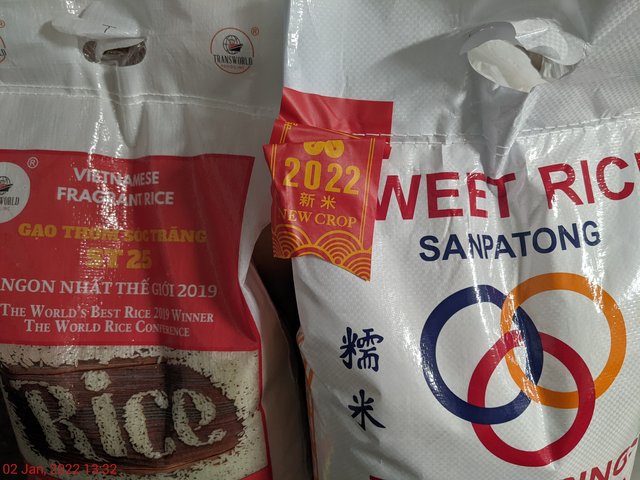 TRANSWORLD
®
®
VIETNAMESE
FRAGRANT RICE
GẠO THƠM SÓC TRĂNG
ST 25
NGON NHẤT THẾ GIỚI 2019
THE WORLD'S BEST RICE 2019 WINNER
THE WORLD RICE CONFERENCE
Rice
2022
新米
NEW CROP
WEET RIC
SANPATONG
糯米
02 Jan, 2022 13:32